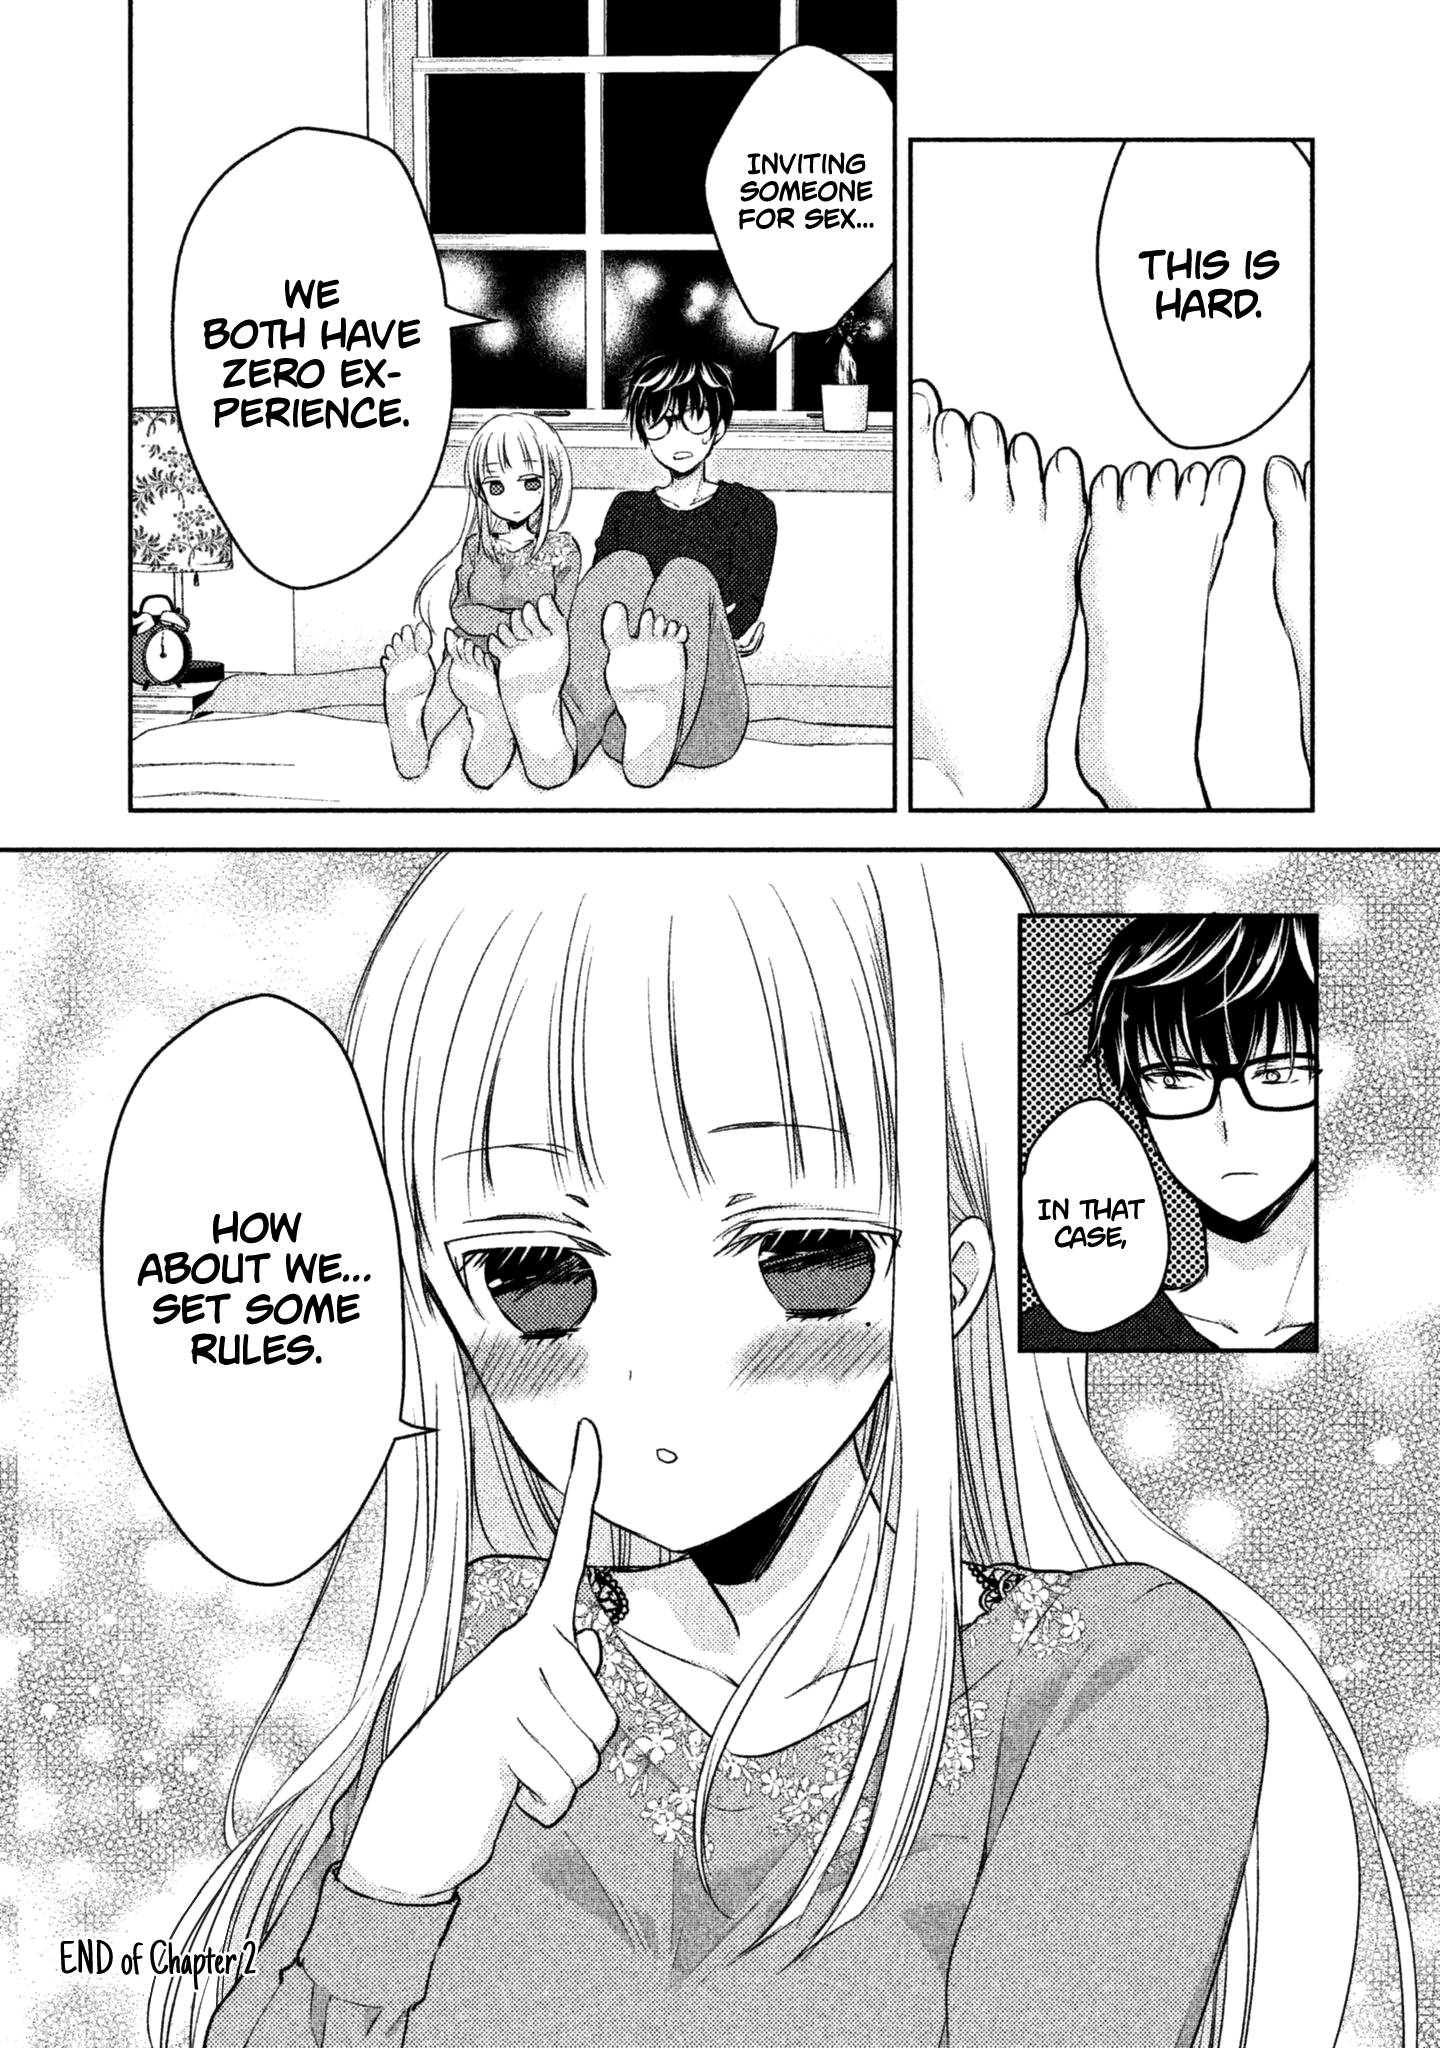 THIS IS
HARD.
INVITING
SOMEONE
FOR SEX...
WE
BOTH HAVE
ZERO EX-
PERIENCE.
IN THAT
CASE,
HOW
ABOUT WE...
SET SOME
RULES.
END of Chapter 2